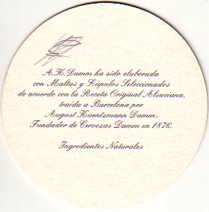 A.K. Damm ha sido elaborada
con Maltas y Lúpulos Seleccionados
de acuerdo con la Receta Original Alsaciana,
traída a Barcelona por
August Kuentzmann Damm,
Fundador de Cervezas Damm en 1876.
Ingredientes Naturales